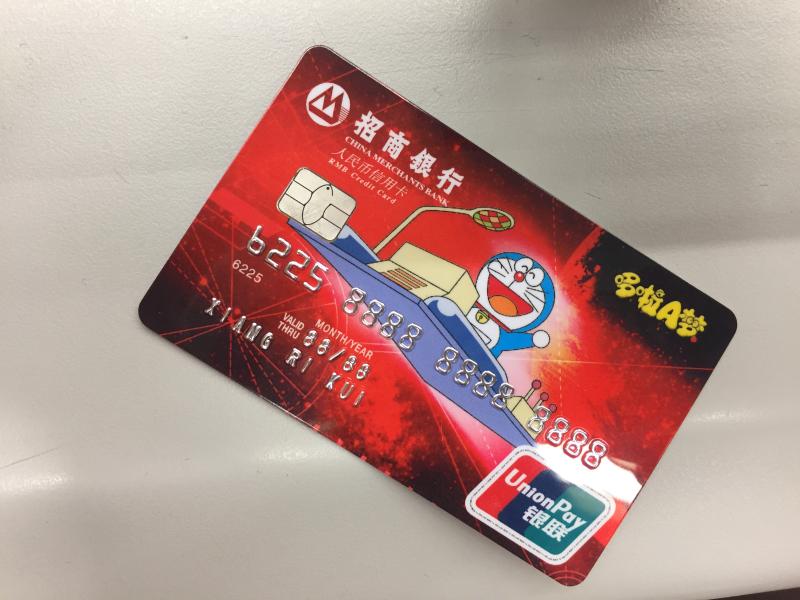 招商银行
CHINA MERCHANTS BANK
人民币信用卡
RMB Credit Card
哆啦A梦
6225 8888 8888 8888
6225
VALID THRU
MONTH/YEAR
88/88
XIANG RI KUI
UnionPay
银联